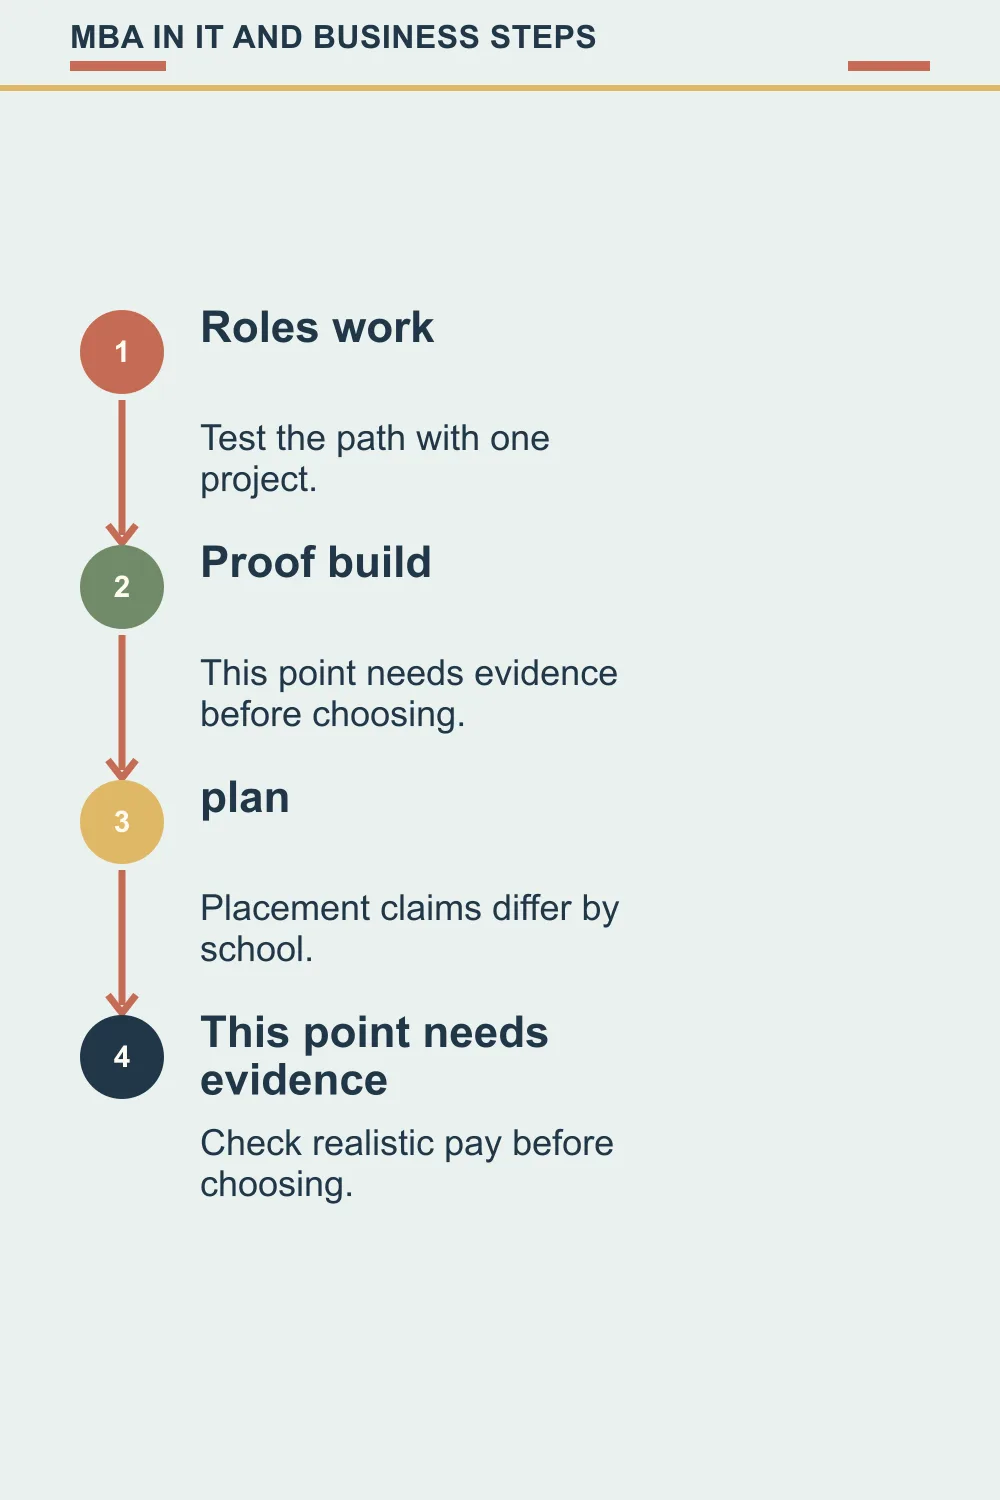 MBA IN IT AND BUSINESS STEPS
1
Roles work
Test the path with one
project.
2
Proof build
This point needs evidence
before choosing.
3
plan
Placement claims differ by
school.
4
This point needs
evidence
Check realistic pay before
choosing.